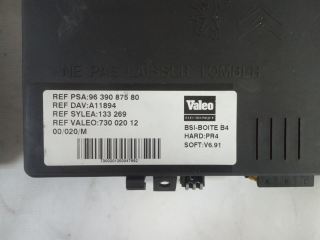 NE PAS LAISSER TOMBER
REF PSA:96 390 875 80
REF DAV:A11894
REF SYLEA:133 269
REF VALEO:730 020 12
00/020/M
Valeo
BSI-BOITE B4
HARD:PR4
SOFT:V6.91